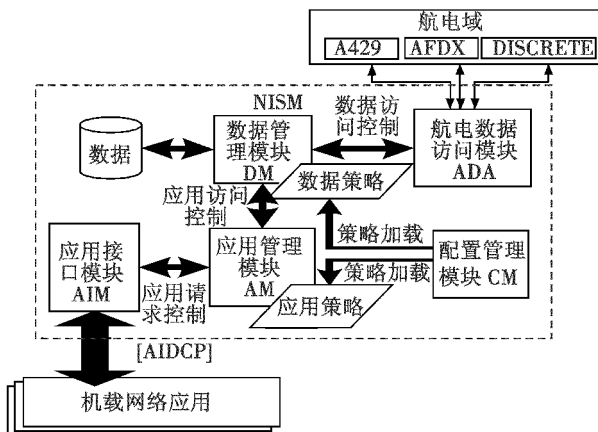 航电域
A429 AFDX DISCRETE
NISM
数据
数据管
理模块
DM
数据访
问控制
航电数据
访问模块
ADA
数据策略
应用访问
控制
应用接
口模块
AIM
应用请
求控制
应用管理
模块
AM
策略加载
策略加载
应用策略
配置管理
模块 CM
[AIDCP]
机载网络应用